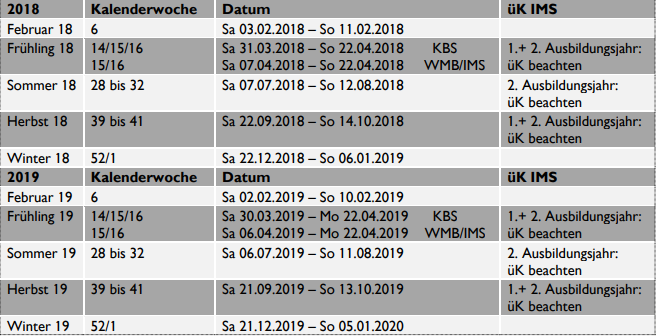 2018 Kalenderwoche Datum üK IMS
Februar 18 6 Sa 03.02.2018 – So 11.02.2018
Frühling 18 14/15/16 Sa 31.03.2018 – So 22.04.2018 KBS 1.+ 2. Ausbildungsjahr:
15/16 Sa 07.04.2018 – So 22.04.2018 WMB/IMS üK beachten
Sommer 18 28 bis 32 Sa 07.07.2018 – So 12.08.2018 2. Ausbildungsjahr:
üK beachten
Herbst 18 39 bis 41 Sa 22.09.2018 – So 14.10.2018 1.+ 2. Ausbildungsjahr:
üK beachten
Winter 18 52/1 Sa 22.12.2018 – So 06.01.2019
2019 Kalenderwoche Datum üK IMS
Februar 19 6 Sa 02.02.2019 – So 10.02.2019
Frühling 19 14/15/16 Sa 30.03.2019 – Mo 22.04.2019 KBS 1.+ 2. Ausbildungsjahr:
15/16 Sa 06.04.2019 – Mo 22.04.2019 WMB/IMS üK beachten
Sommer 19 28 bis 32 Sa 06.07.2019 – So 11.08.2019 2. Ausbildungsjahr:
üK beachten
Herbst 19 39 bis 41 Sa 21.09.2019 – So 13.10.2019 1.+ 2. Ausbildungsjahr:
üK beachten
Winter 19 52/1 Sa 21.12.2019 – So 05.01.2020